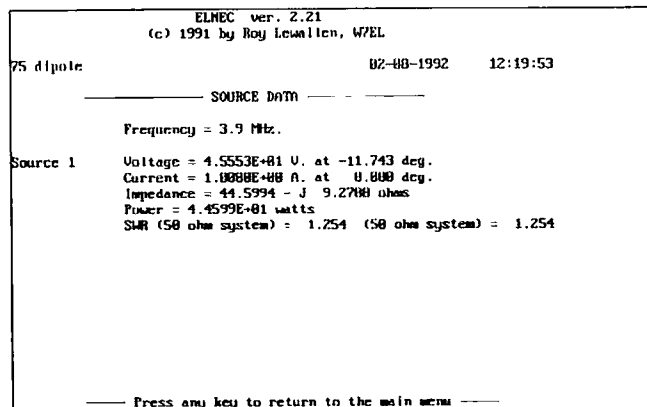 ELNEC ver. 2.21
(c) 1991 by Roy Lewallen, W7EL
75 dipole 02-08-1992 12:19:53
SOURCE DATA
Frequency = 3.9 MHz.
Source 1 Voltage = 4.5553E+01 V. at -11.743 deg.
Current = 1.0000E+00 A. at 0.000 deg.
Impedance = 44.5994 - J 9.2708 ohms
Power = 4.4599E+01 watts
SWR (50 ohm system) = 1.254 (50 ohm system) = 1.254
Press any key to return to the main menu